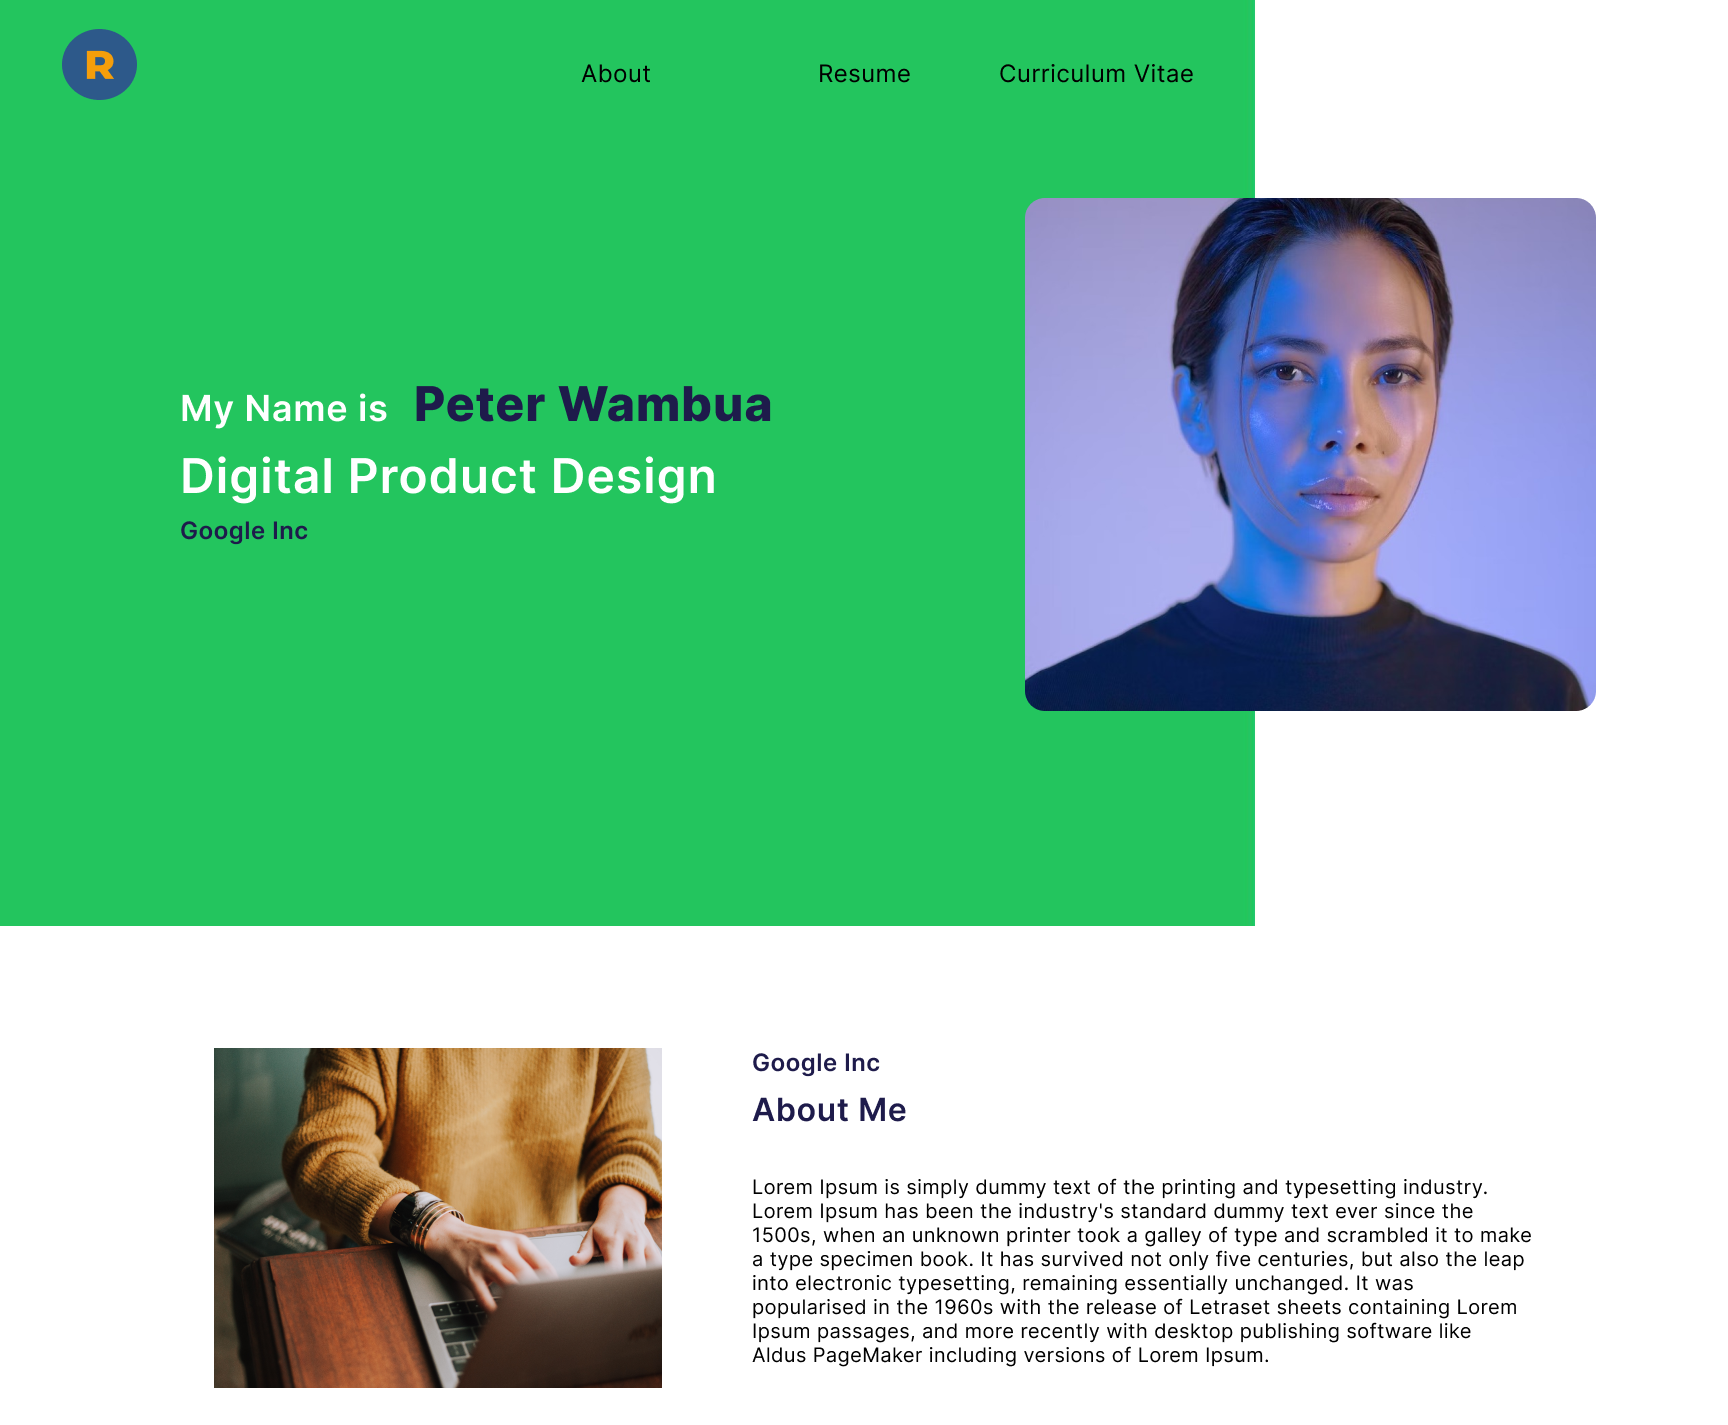 R
About Resume Curriculum Vitae
My Name is Peter Wambua
Digital Product Design
Google Inc
Google Inc
About Me
Lorem Ipsum is simply dummy text of the printing and typesetting industry.
Lorem Ipsum has been the industry's standard dummy text ever since the
1500s, when an unknown printer took a galley of type and scrambled it to make
a type specimen book. It has survived not only five centuries, but also the leap
into electronic typesetting, remaining essentially unchanged. It was
popularised in the 1960s with the release of Letraset sheets containing Lorem
Ipsum passages, and more recently with desktop publishing software like
Aldus PageMaker including versions of Lorem Ipsum.